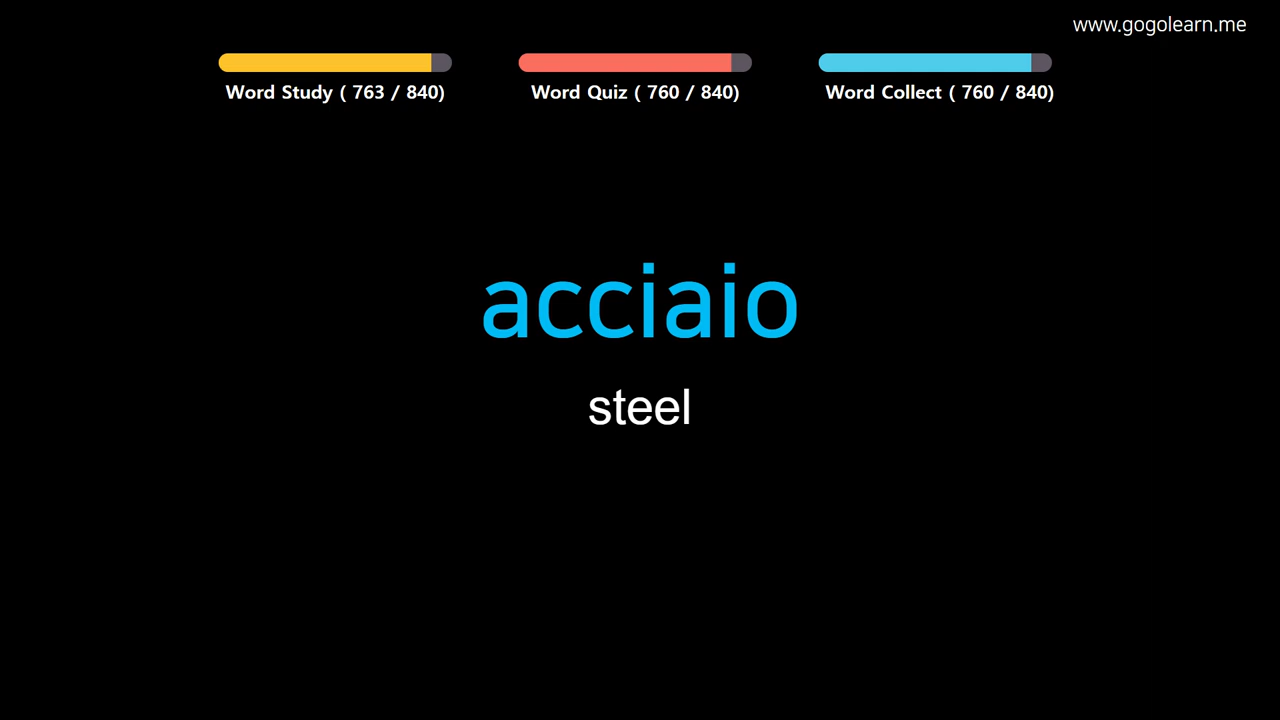 www.gogolearn.me
Word Study ( 763 / 840)
Word Quiz ( 760 / 840)
Word Collect ( 760 / 840)
acciaio
steel